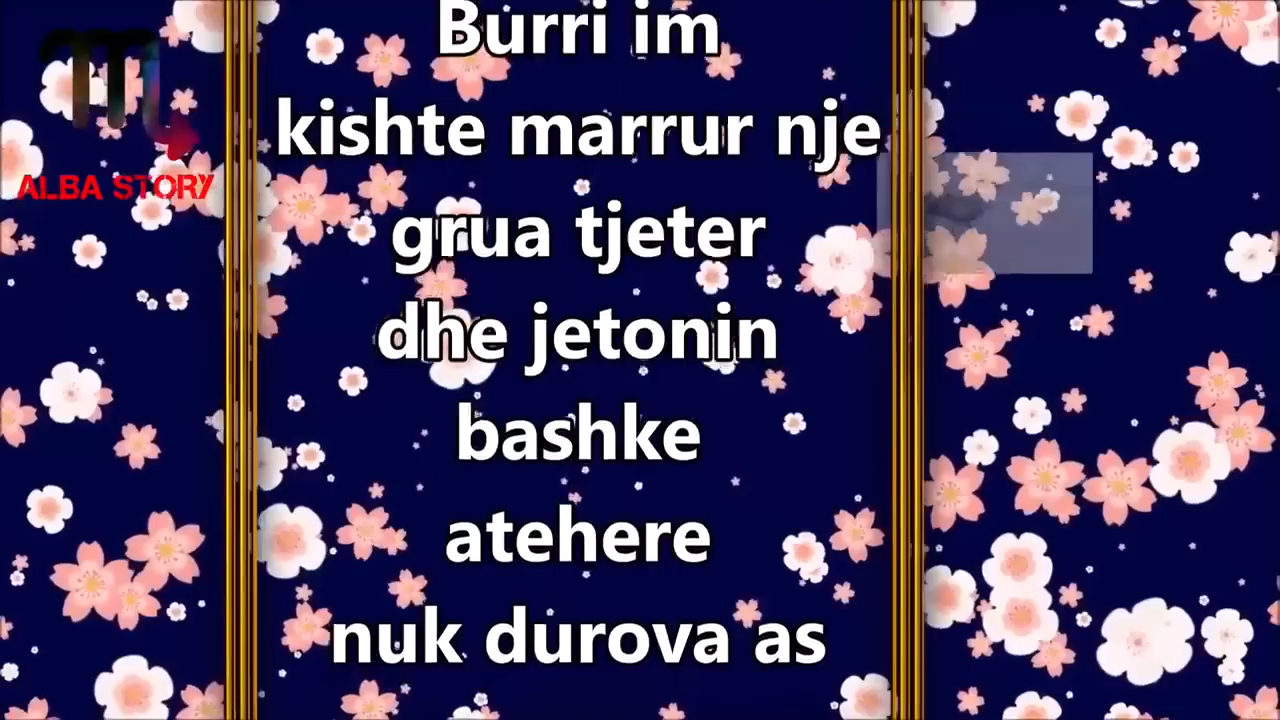 Burri im
kishte marrur nje
ALBA STORY
grua tjeter
dhe jetonin
bashke
atehere
nuk durova as